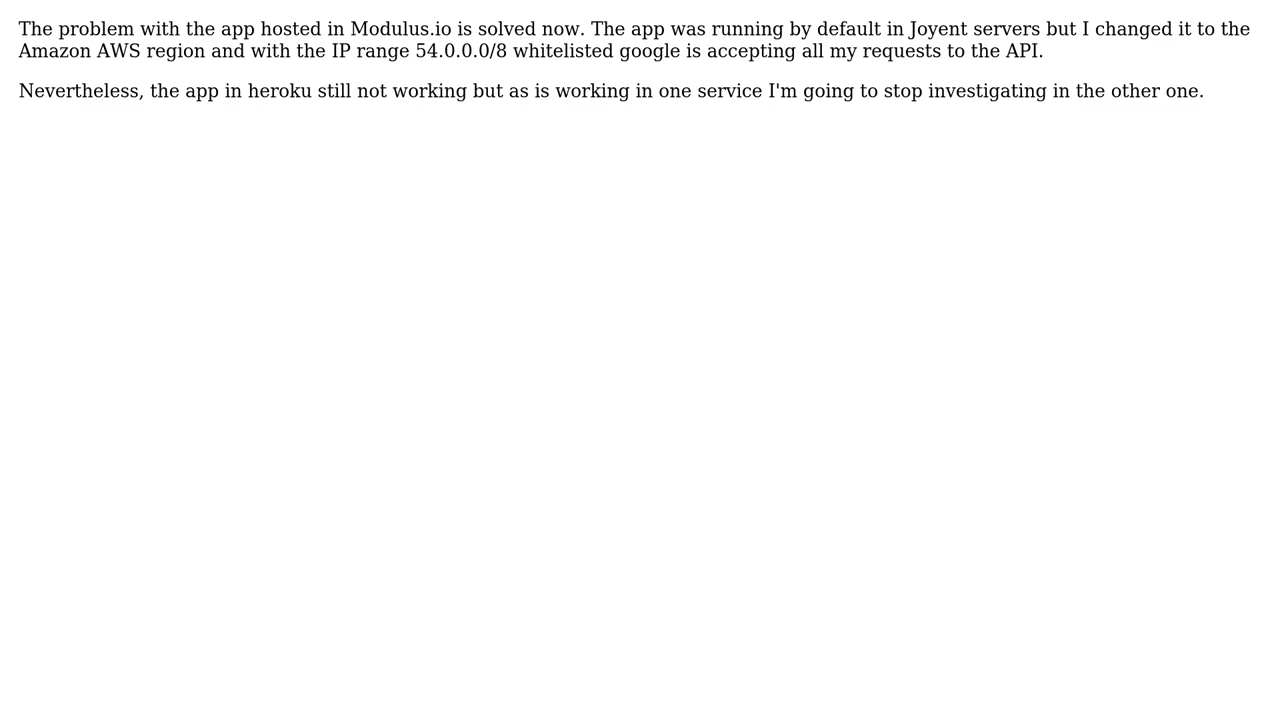 The problem with the app hosted in Modulus.io is solved now. The app was running by default in Joyent servers but I changed it to the
Amazon AWS region and with the IP range 54.0.0.0/8 whitelisted google is accepting all my requests to the API.
Nevertheless, the app in heroku still not working but as is working in one service I'm going to stop investigating in the other one.